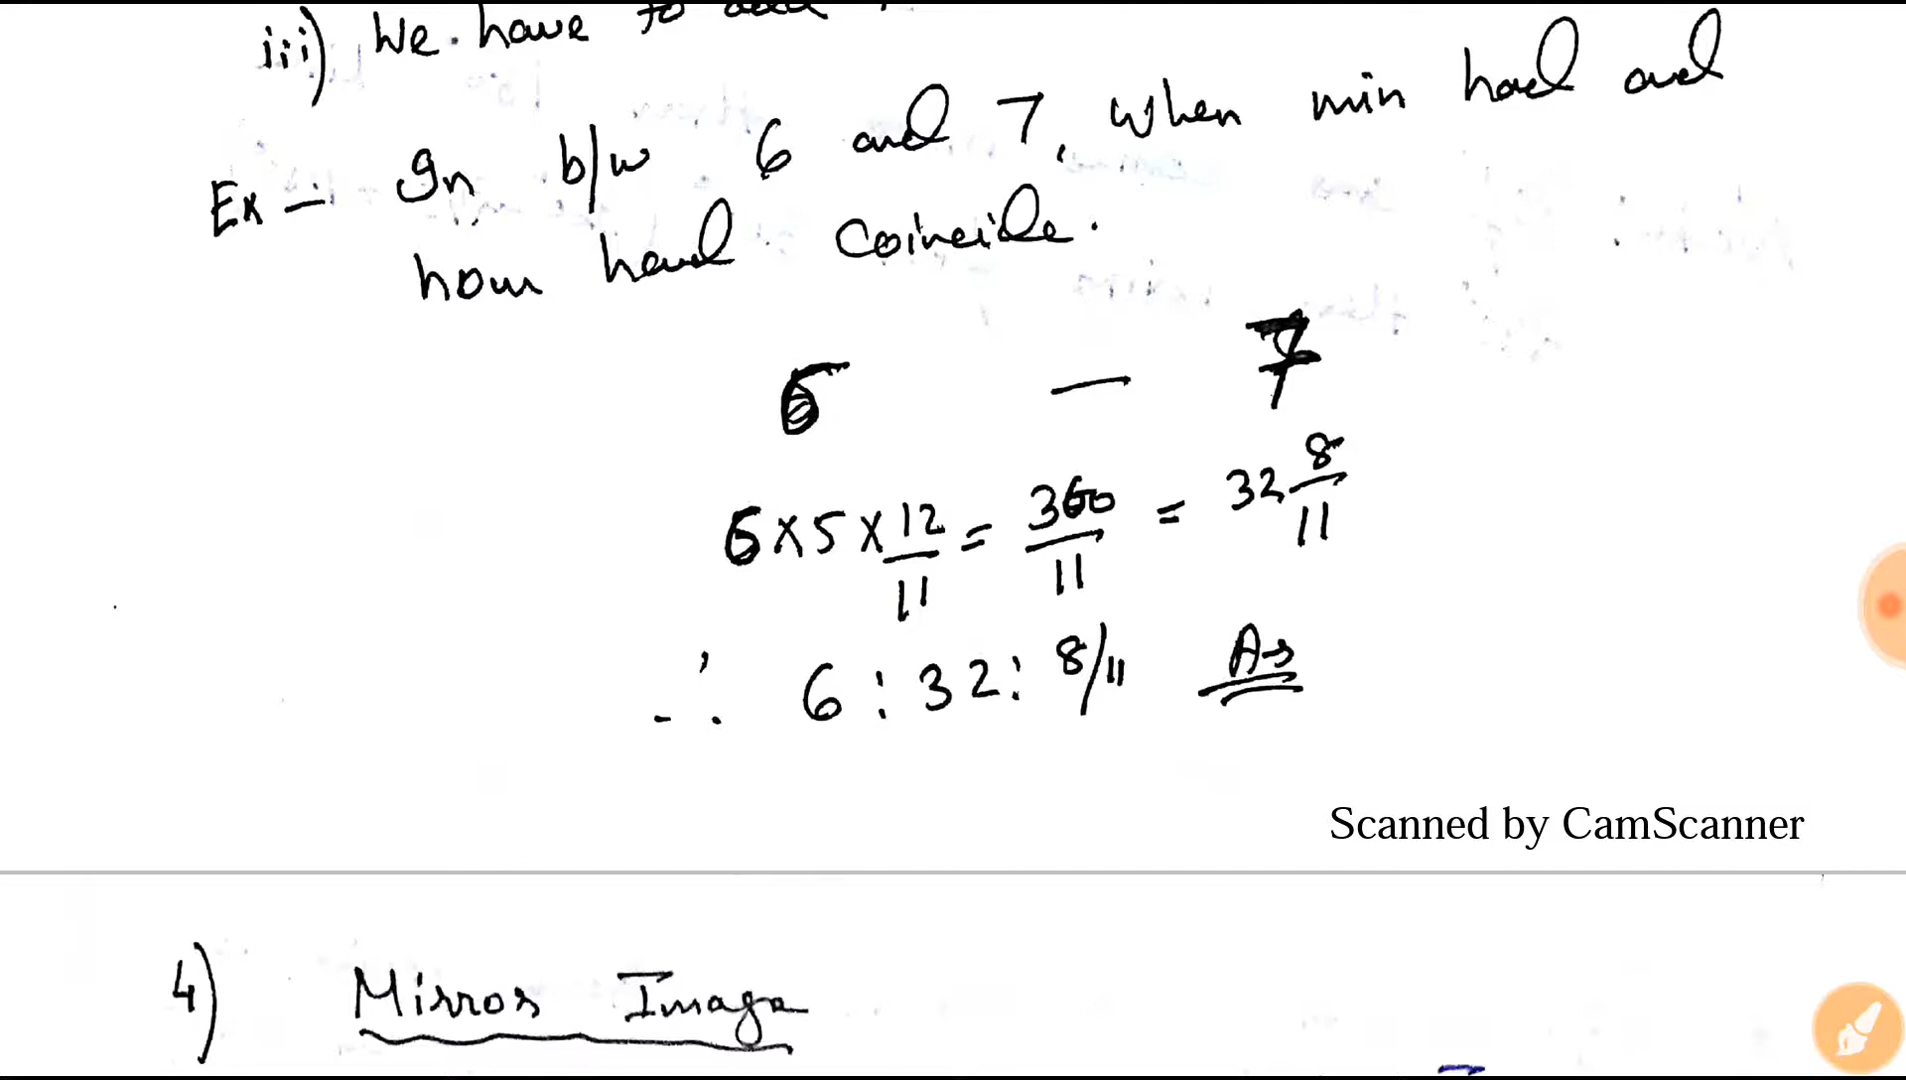 iii) We have to add
Ex :- In b/w 6 and 7, when min hand and
hour hand coincide.
6 — 7
6 x 5 x 12/11 = 360/11 = 32 8/11
∴ 6 : 32 : 8/11 Ans
Scanned by CamScanner
4) Mirror Image